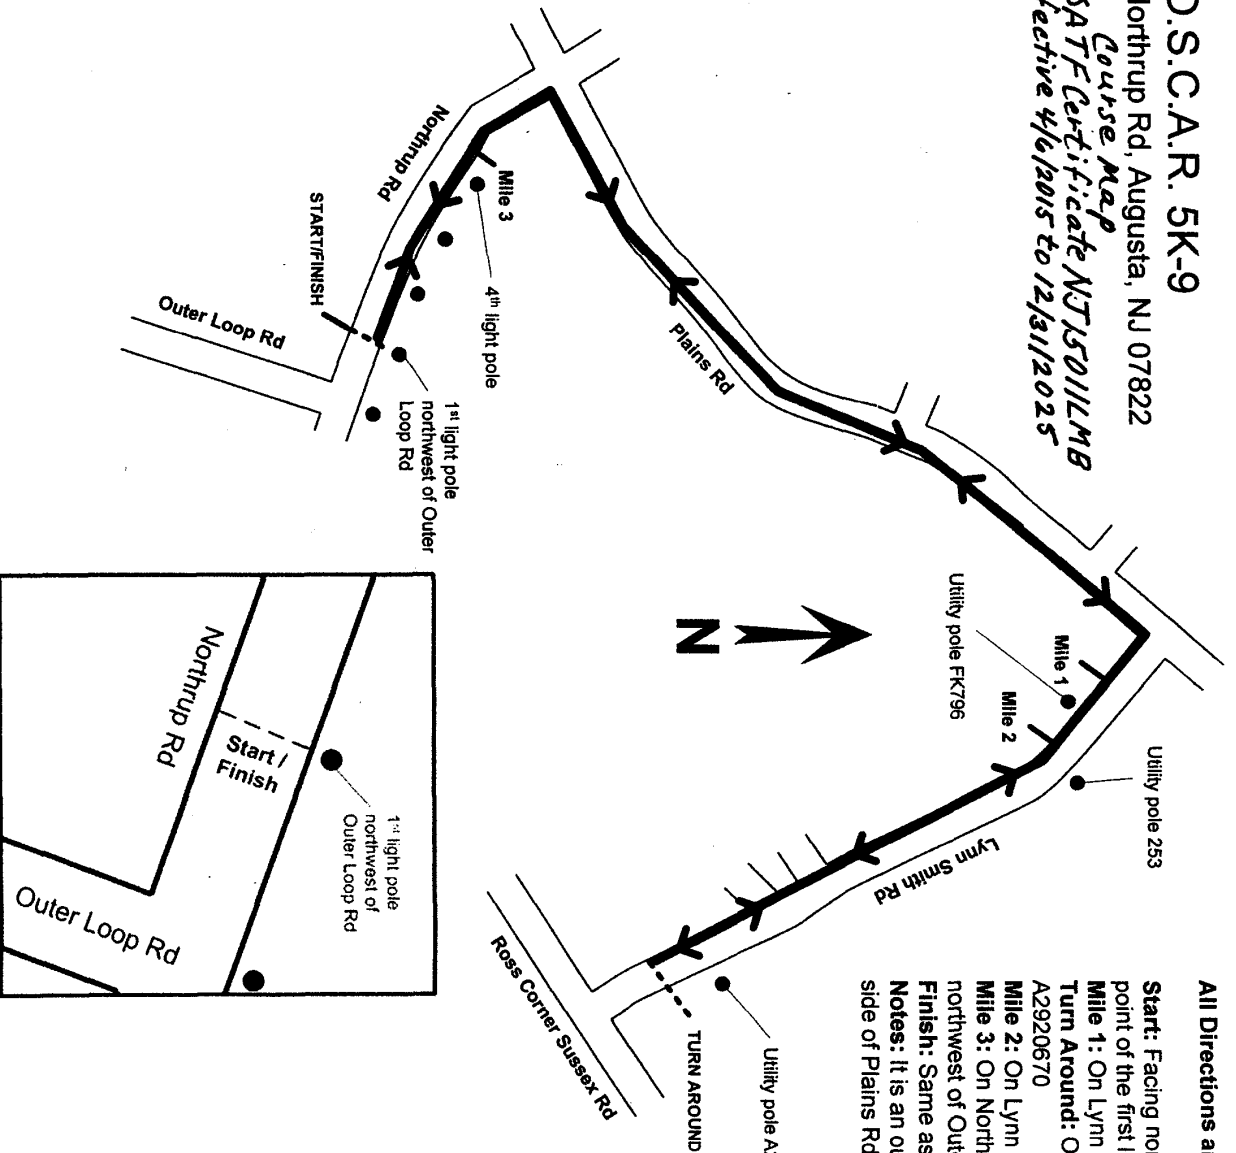 O.S.C.A.R. 5K-9
Northrup Rd, Augusta, NJ 07822
Course Map
USATF Certificate NJ15011LMB
Effective 4/6/2015 to 12/31/2025
All Directions
Start: Facing
point of the first
Mile 1: On Lynn
Turn Around:
A2920670
Mile 2: On Lynn
Mile 3: On North
northwest of
Finish: Same as
Notes: It is an
side of Plains Rd
Northrup Rd
Mile 3
4th light pole
START/FINISH
Outer Loop Rd
1st light pole
northwest of Outer
Loop Rd
Plains Rd
N
Utility pole FK796
Mile 1
Mile 2
Utility pole 253
Lynn Smith Rd
Utility pole
TURN AROUND
Ross Corner Sussex Rd
Northrup Rd
Start /
Finish
1st light pole
northwest of
Outer Loop Rd
Outer Loop Rd